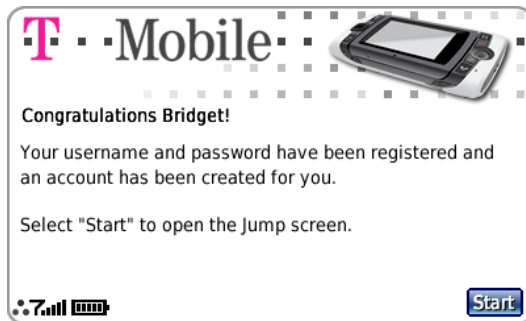 T Mobile
Congratulations Bridget!
Your username and password have been registered and
an account has been created for you.
Select "Start" to open the Jump screen.
Start